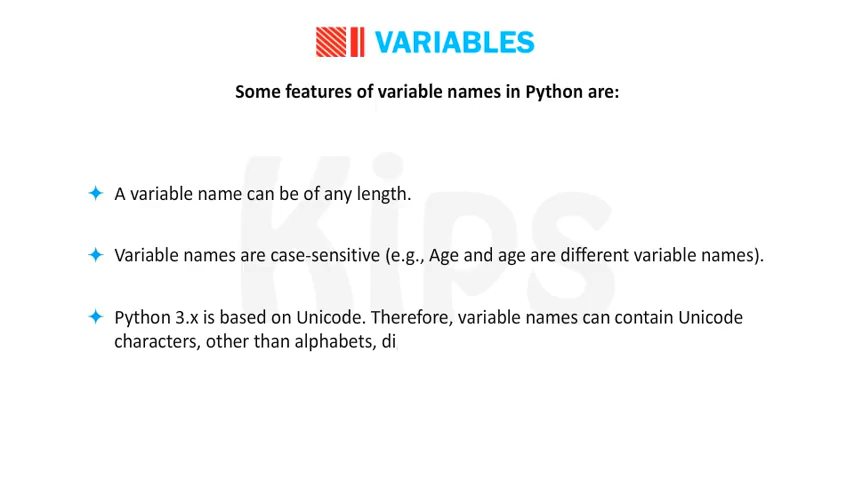 VARIABLES
Some features of variable names in Python are:
Kips
A variable name can be of any length.
Variable names are case-sensitive (e.g., Age and age are different variable names).
Python 3.x is based on Unicode. Therefore, variable names can contain Unicode
characters, other than alphabets, di